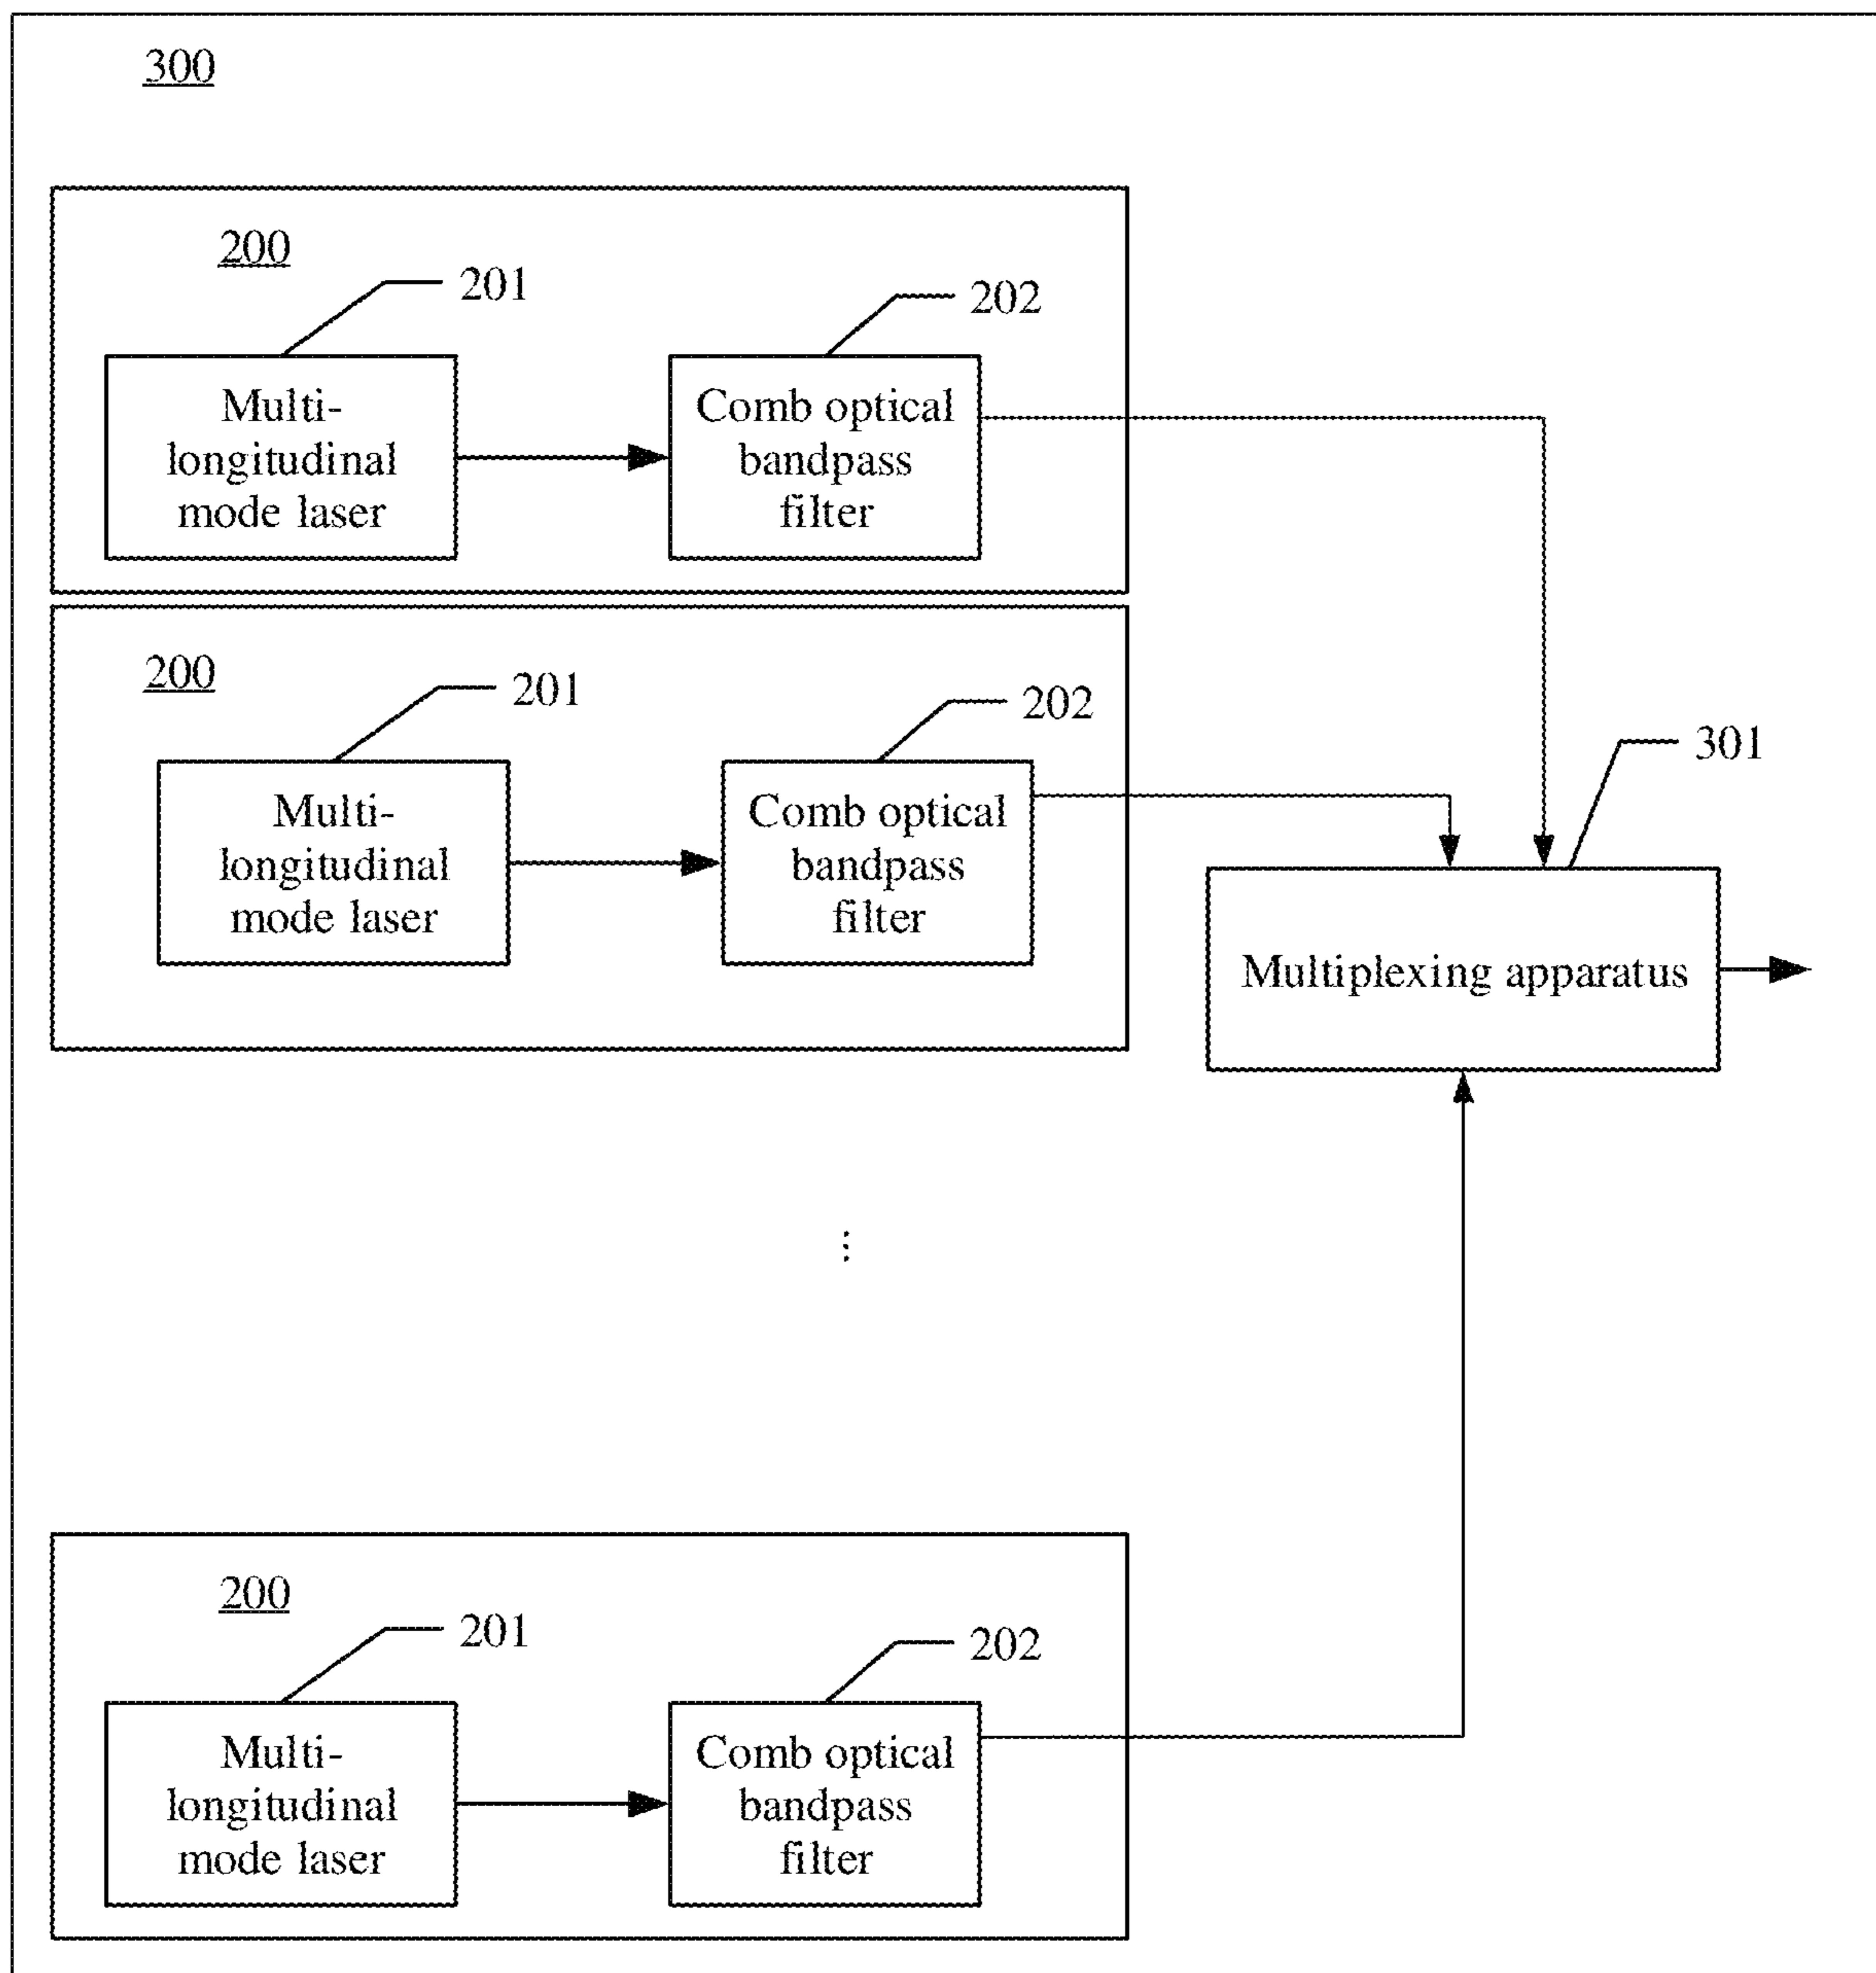 300
200
201
202
Multi-
longitudinal
mode laser
Comb optical
bandpass
filter
200
201
202
301
Multi-
longitudinal
mode laser
Comb optical
bandpass
filter
Multiplexing apparatus
...
200
201
202
Multi-
longitudinal
mode laser
Comb optical
bandpass
filter